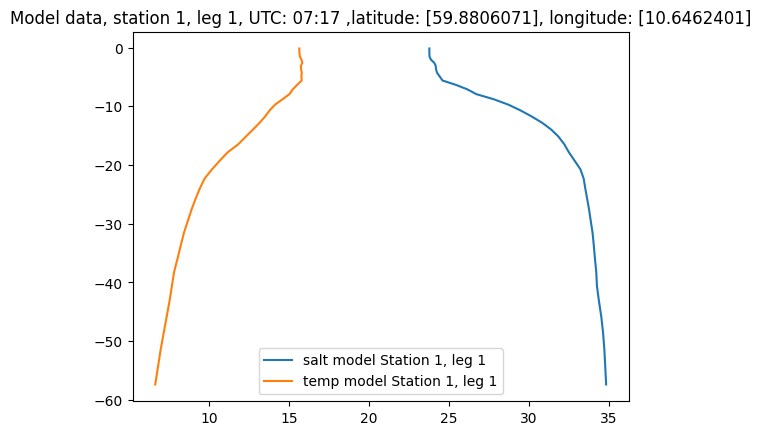 Model data, station 1, leg 1, UTC: 07:17 ,latitude: [59.8806071], longitude: [10.6462401]
0
−10
−20
−30
−40
−50
−60
salt model Station 1, leg 1
temp model Station 1, leg 1
10 15 20 25 30 35